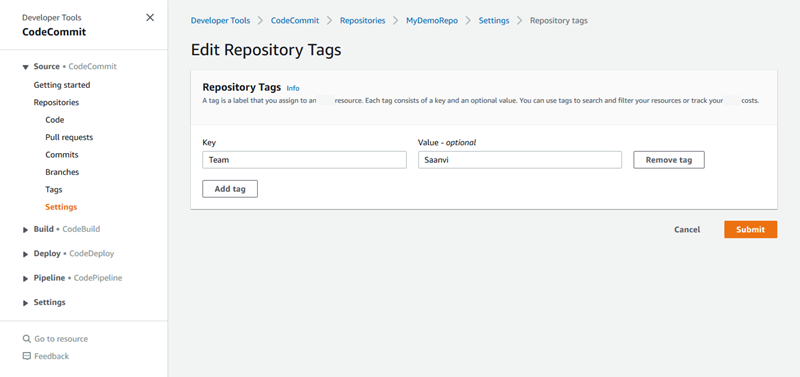 Developer Tools
CodeCommit
Source • CodeCommit
Getting started
Repositories
Code
Pull requests
Commits
Branches
Tags
Settings
Build • CodeBuild
Deploy • CodeDeploy
Pipeline • CodePipeline
Settings
Go to resource
Feedback
Developer Tools > CodeCommit > Repositories > MyDemoRepo > Settings > Repository tags
Edit Repository Tags
Repository Tags Info
A tag is a label that you assign to an resource. Each tag consists of a key and an optional value. You can use tags to search and filter your resources or track your costs.
Key Value - optional
Team Saanvi Remove tag
Add tag
Cancel Submit